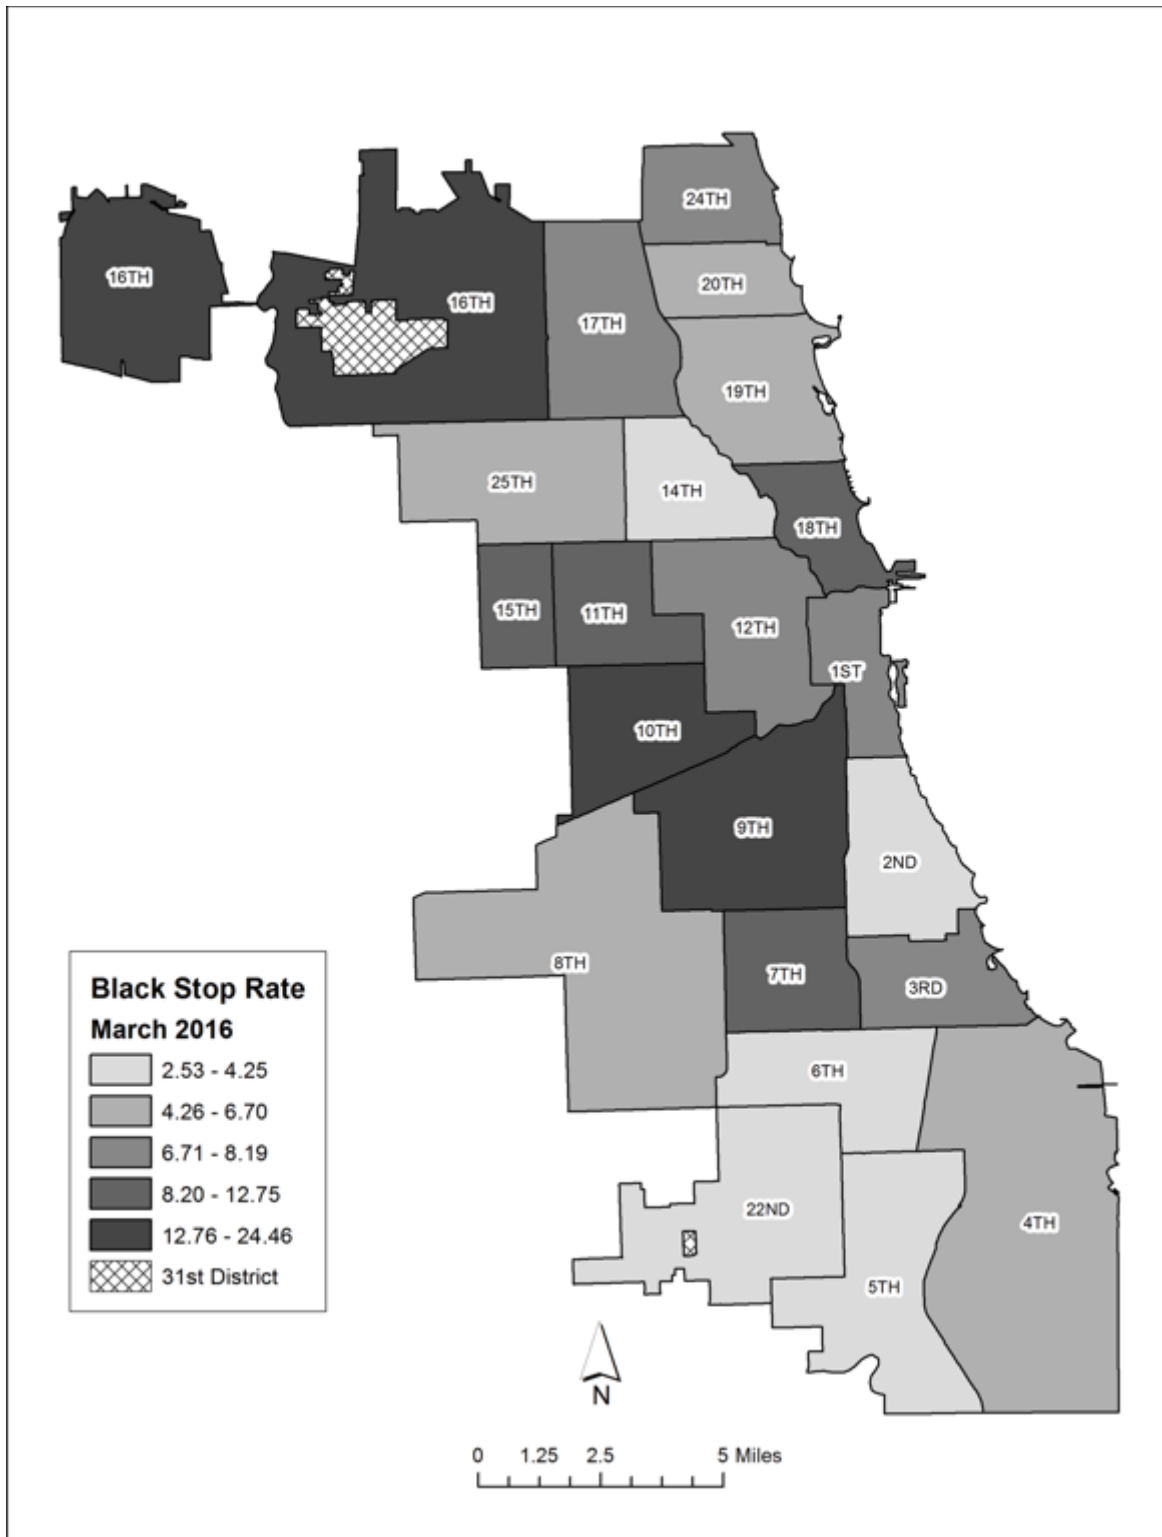 24TH
16TH
20TH
16TH
17TH
19TH
25TH
14TH
18TH
15TH
11TH
12TH
1ST
10TH
9TH
2ND
8TH
7TH
3RD
6TH
22ND
4TH
5TH
Black Stop Rate
March 2016
2.53 - 4.25
4.26 - 6.70
6.71 - 8.19
8.20 - 12.75
12.76 - 24.46
31st District
N
0 1.25 2.5 5 Miles